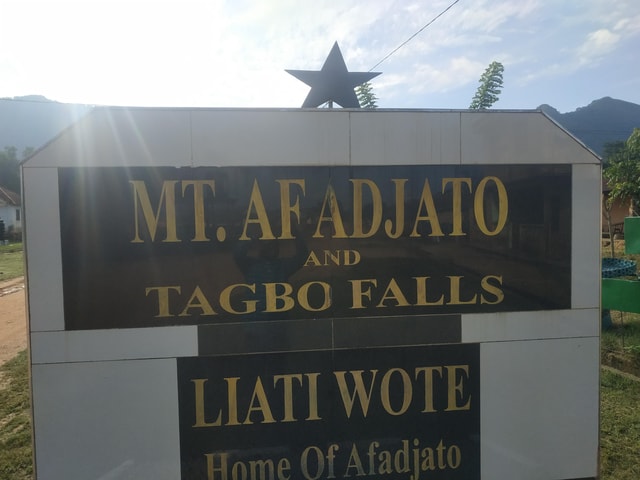 MT. AFADJATO
AND
TAGBO FALLS
LIATI WOTE
Home Of Afadjato